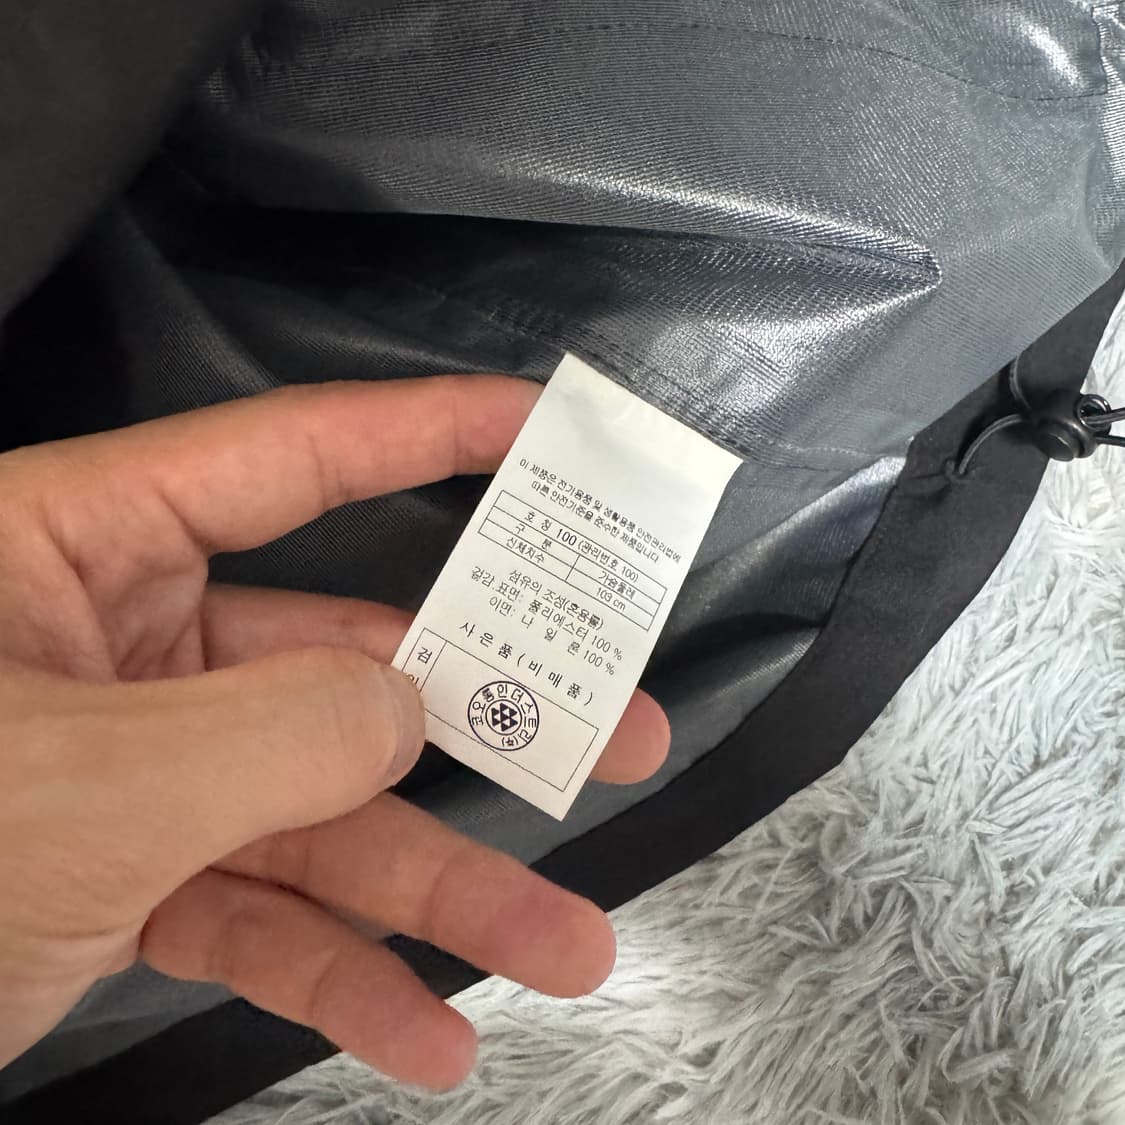 이 제품은 전기용품 및 생활용품 안전관리법에
따른 안전기준을 준수한 제품입니다
호 칭 100 (관리번호 100)
구 분 가슴둘레
신체치수 103 cm
섬유의 조성(혼용률)
겉감.표면: 폴리에스터 100 %
이면: 나 일 론 100 %
사 은 품 ( 비 매 품 )
검
인
코오롱인더스트리(주)